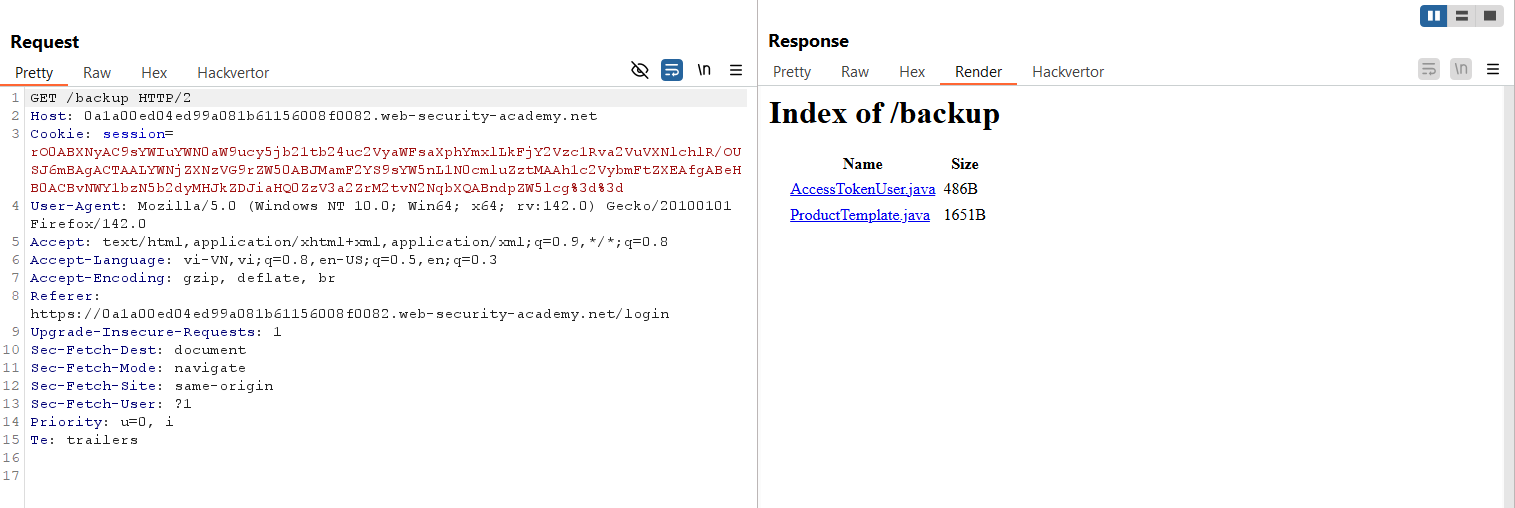 Request
Pretty Raw Hex Hackvertor
\n
1 GET /backup HTTP/2
2 Host: 0a1a00ed04ed99a081b61156008f0082.web-security-academy.net
3 Cookie: session=
rO0ABXNyAC9sYWIuYWN0aW9ucy5jb21tb24uc2VyaWFsaXphYmxlLkFjY2Vzc1Rva2VuVXNlchlR/OU
SJ6mBAgACTAALYWNjZXNzVG9rZW50ABJMamF2YS9sYW5nL1N0cmluZztMAAh1c2VybmFtZXEAfgABeH
B0ACBvNWY1bzN5b2dyMHJkZDJiaHQ0ZzV3a2ZrM2tvN2NqbXQABndpZW5lcg%3d%3d
4 User-Agent: Mozilla/5.0 (Windows NT 10.0; Win64; x64; rv:142.0) Gecko/20100101
Firefox/142.0
5 Accept: text/html,application/xhtml+xml,application/xml;q=0.9,*/*;q=0.8
6 Accept-Language: vi-VN,vi;q=0.8,en-US;q=0.5,en;q=0.3
7 Accept-Encoding: gzip, deflate, br
8 Referer:
https://0a1a00ed04ed99a081b61156008f0082.web-security-academy.net/login
9 Upgrade-Insecure-Requests: 1
10 Sec-Fetch-Dest: document
11 Sec-Fetch-Mode: navigate
12 Sec-Fetch-Site: same-origin
13 Sec-Fetch-User: ?1
14 Priority: u=0, i
15 Te: trailers
16
17
Response
Pretty Raw Hex Render Hackvertor
\n
Index of /backup
Name Size
AccessTokenUser.java 486B
ProductTemplate.java 1651B